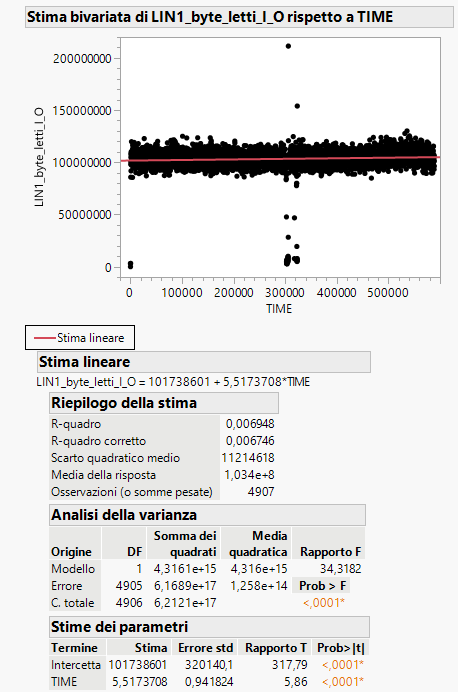 Stima bivariata di LIN1_byte_letti_I_O rispetto a TIME
200000000
150000000
100000000
50000000
0
LIN1_byte_letti_I_O
0 100000 200000 300000 400000 500000
TIME
Stima lineare
Stima lineare
LIN1_byte_letti_I_O = 101738601 + 5,5173708*TIME
Riepilogo della stima
R-quadro 0,006948
R-quadro corretto 0,006746
Scarto quadratico medio 11214618
Media della risposta 1,034e+8
Osservazioni (o somme pesate) 4907
Analisi della varianza
Somma dei Media
Origine DF quadrati quadratica Rapporto F
Modello 1 4,3161e+15 4,316e+15 34,3182
Errore 4905 6,1689e+17 1,258e+14 Prob > F
C. totale 4906 6,2121e+17 <,0001*
Stime dei parametri
Termine Stima Errore std Rapporto T Prob>|t|
Intercetta 101738601 320140,1 317,79 <,0001*
TIME 5,5173708 0,941824 5,86 <,0001*